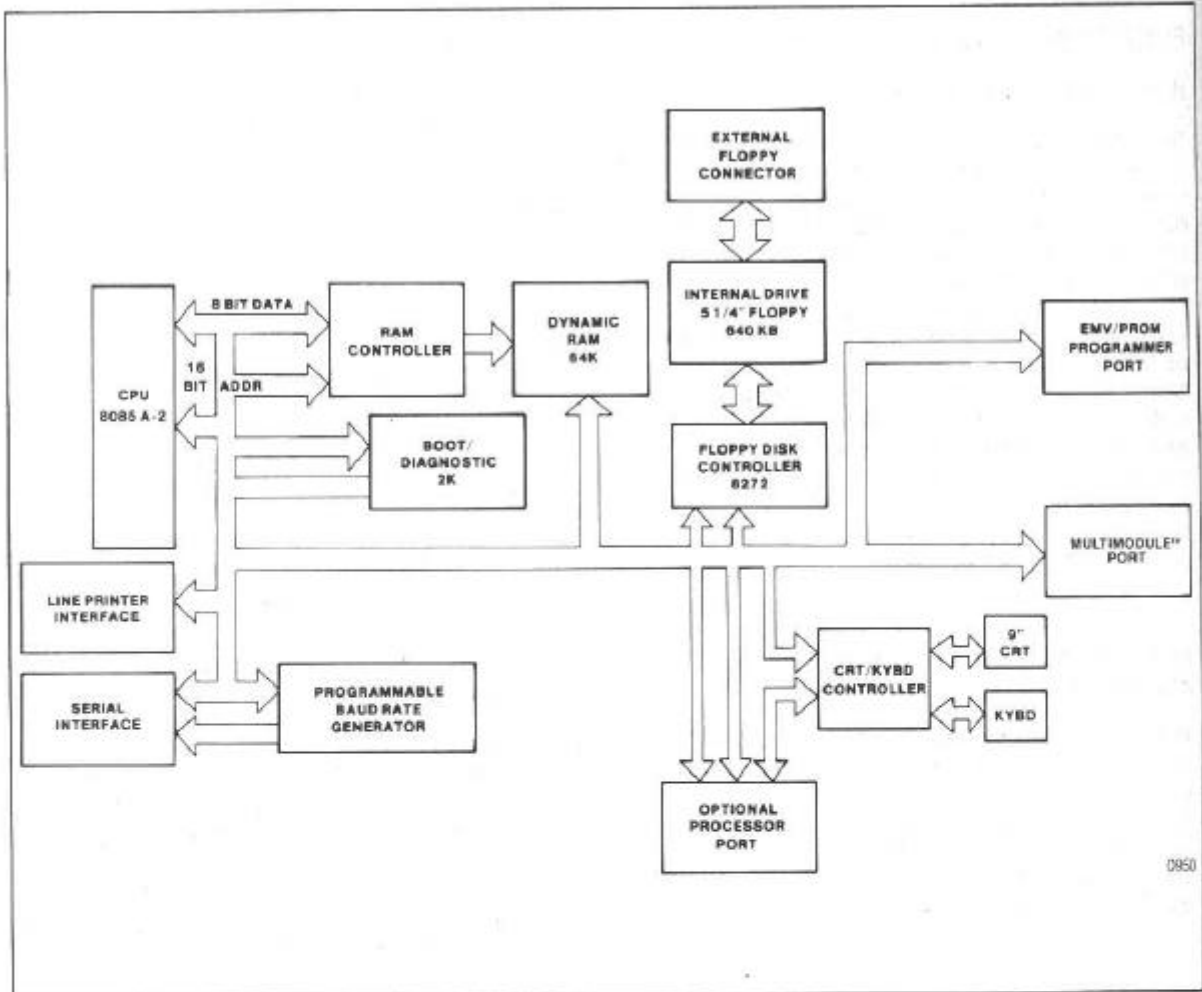 EXTERNAL
FLOPPY
CONNECTOR
8 BIT DATA
RAM
CONTROLLER
DYNAMIC
RAM
64K
INTERNAL DRIVE
5 1/4" FLOPPY
640 KB
EMV/PROM
PROGRAMMER
PORT
CPU
8085 A-2
16
BIT ADDR
BOOT/
DIAGNOSTIC
2K
FLOPPY DISK
CONTROLLER
8272
MULTIMODULE™
PORT
LINE PRINTER
INTERFACE
SERIAL
INTERFACE
PROGRAMMABLE
BAUD RATE
GENERATOR
CRT/KYBD
CONTROLLER
9"
CRT
KYBD
OPTIONAL
PROCESSOR
PORT
0950